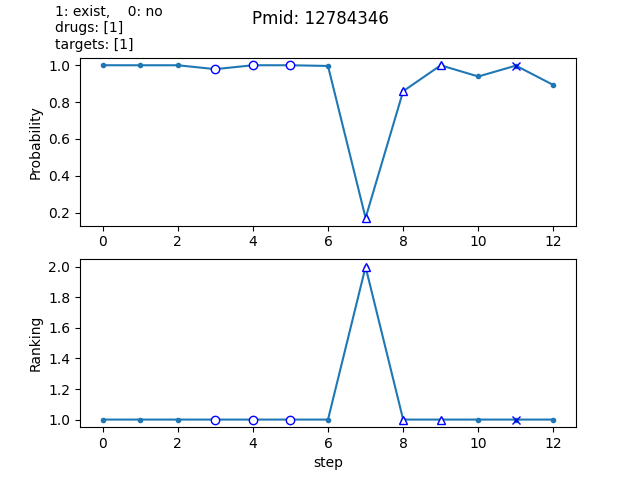 1: exist,    0: no
drugs: [1]
targets: [1]
Pmid: 12784346
Probability
1.0
0.8
0.6
0.4
0.2
0 2 4 6 8 10 12
Ranking
2.0
1.8
1.6
1.4
1.2
1.0
0 2 4 6 8 10 12
step